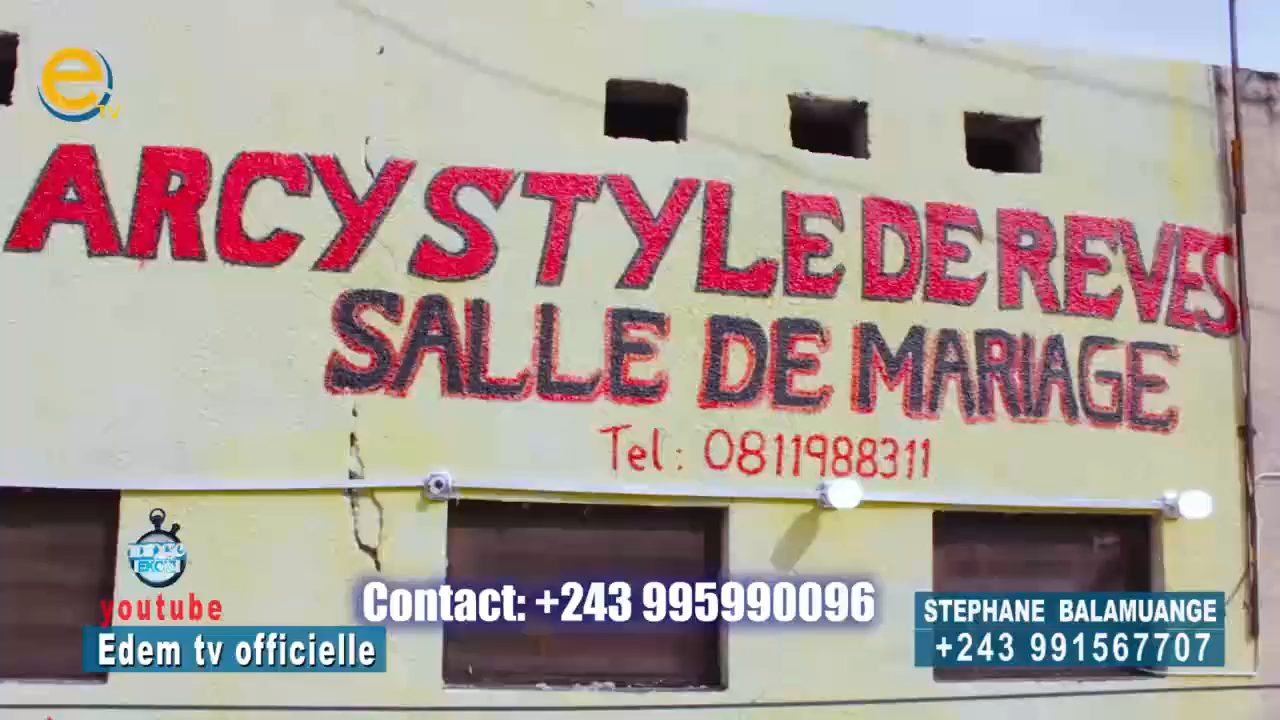 e TV
ARCY STYLE DE REVES
SALLE DE MARIAGE
Tel: 0811988311
youtube
Edem tv officielle
Contact: +243 995990096
STEPHANE BALAMUANGE
+243 991567707